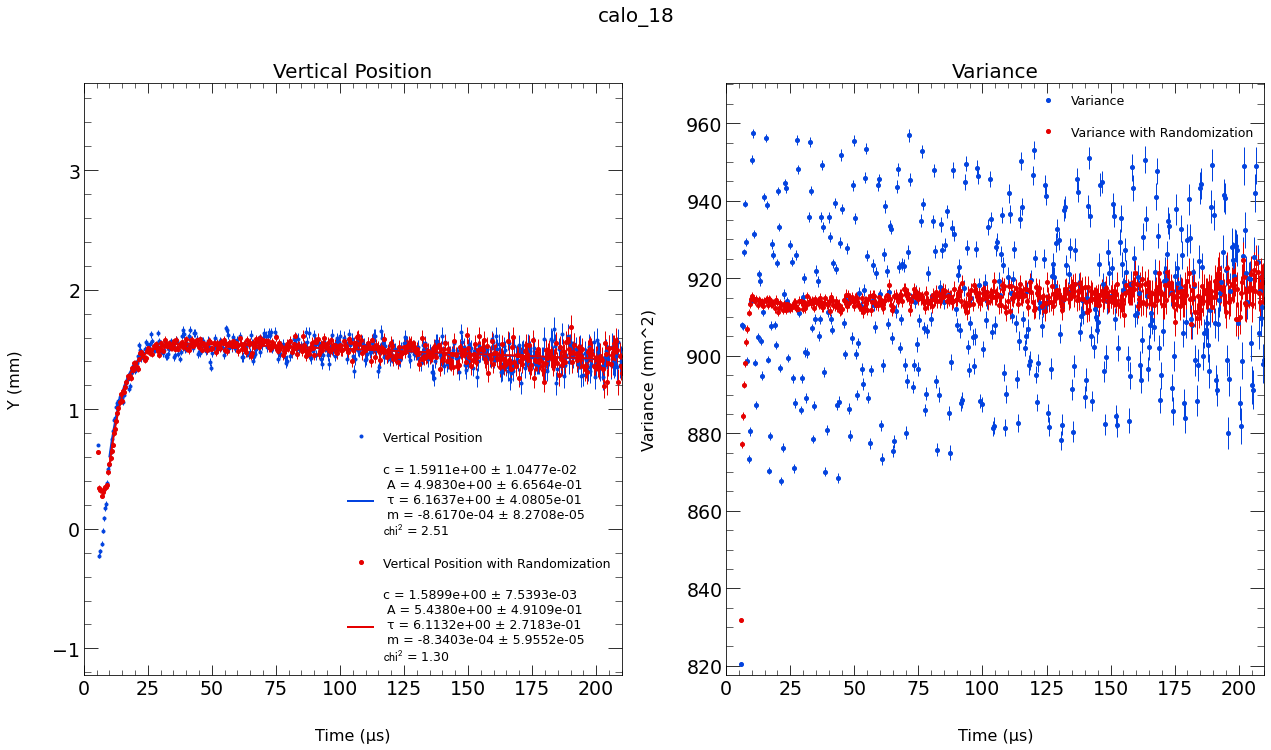 calo_18
Vertical Position
Y (mm)
3
2
1
0
−1
0 25 50 75 100 125 150 175 200
Time (μs)
Vertical Position
c = 1.5911e+00 ± 1.0477e-02
A = 4.9830e+00 ± 6.6564e-01
τ = 6.1637e+00 ± 4.0805e-01
m = -8.6170e-04 ± 8.2708e-05
chi² = 2.51
Vertical Position with Randomization
c = 1.5899e+00 ± 7.5393e-03
A = 5.4380e+00 ± 4.9109e-01
τ = 6.1132e+00 ± 2.7183e-01
m = -8.3403e-04 ± 5.9552e-05
chi² = 1.30
Variance
Variance (mm^2)
960
940
920
900
880
860
840
820
0 25 50 75 100 125 150 175 200
Time (μs)
Variance
Variance with Randomization